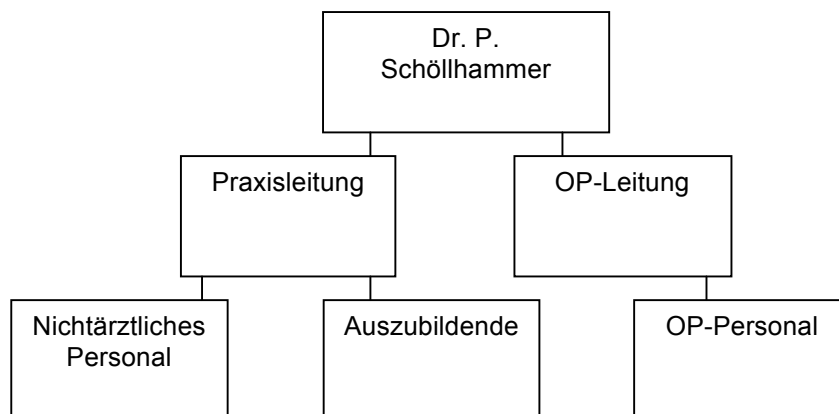 Dr. P.
Schöllhammer
Praxisleitung
OP-Leitung
Nichtärztliches
Personal
Auszubildende
OP-Personal